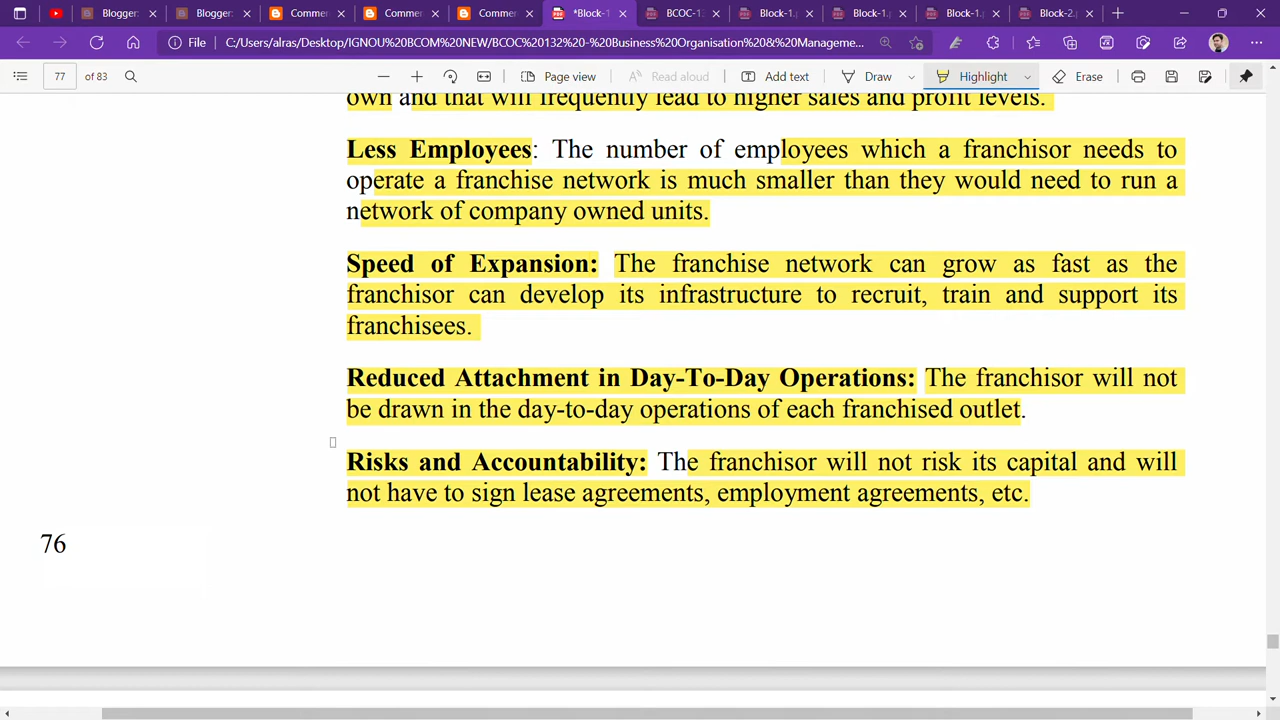 Blogger:
Blogger:
Comme
Comme
Comme
*Block-1
BCOC-1
Block-1.
Block-1.
Block-1.
Block-2.
File
C:/Users/alras/Desktop/IGNOU%20BCOM%20NEW/BCOC%20132%20-%20Business%20Organisation%20&%20Manageme...
77
of 83
Page view
Read aloud
Add text
Draw
Highlight
Erase
own and that will frequently lead to higher sales and profit levels.
Less Employees: The number of employees which a franchisor needs to
operate a franchise network is much smaller than they would need to run a
network of company owned units.
Speed of Expansion: The franchise network can grow as fast as the
franchisor can develop its infrastructure to recruit, train and support its
franchisees.
Reduced Attachment in Day-To-Day Operations: The franchisor will not
be drawn in the day-to-day operations of each franchised outlet.
Risks and Accountability: The franchisor will not risk its capital and will
not have to sign lease agreements, employment agreements, etc.
76